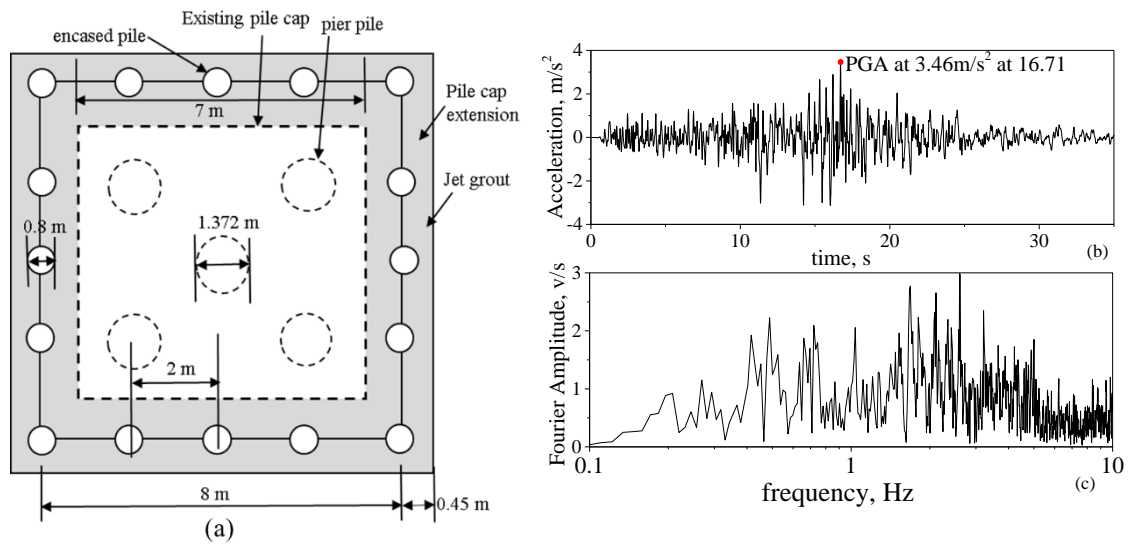 Existing pile cap
pier pile
encased pile
7 m
Pile cap
extension
Jet grout
0.8 m
1.372 m
2 m
8 m
0.45 m
(a)
Acceleration, m/s²
4
2
0
-2
-4
PGA at 3.46m/s² at 16.71
0
10
20
30
time, s
(b)
Fourier Amplitude, v/s
3
2
1
0
0.1
1
10
frequency, Hz
(c)